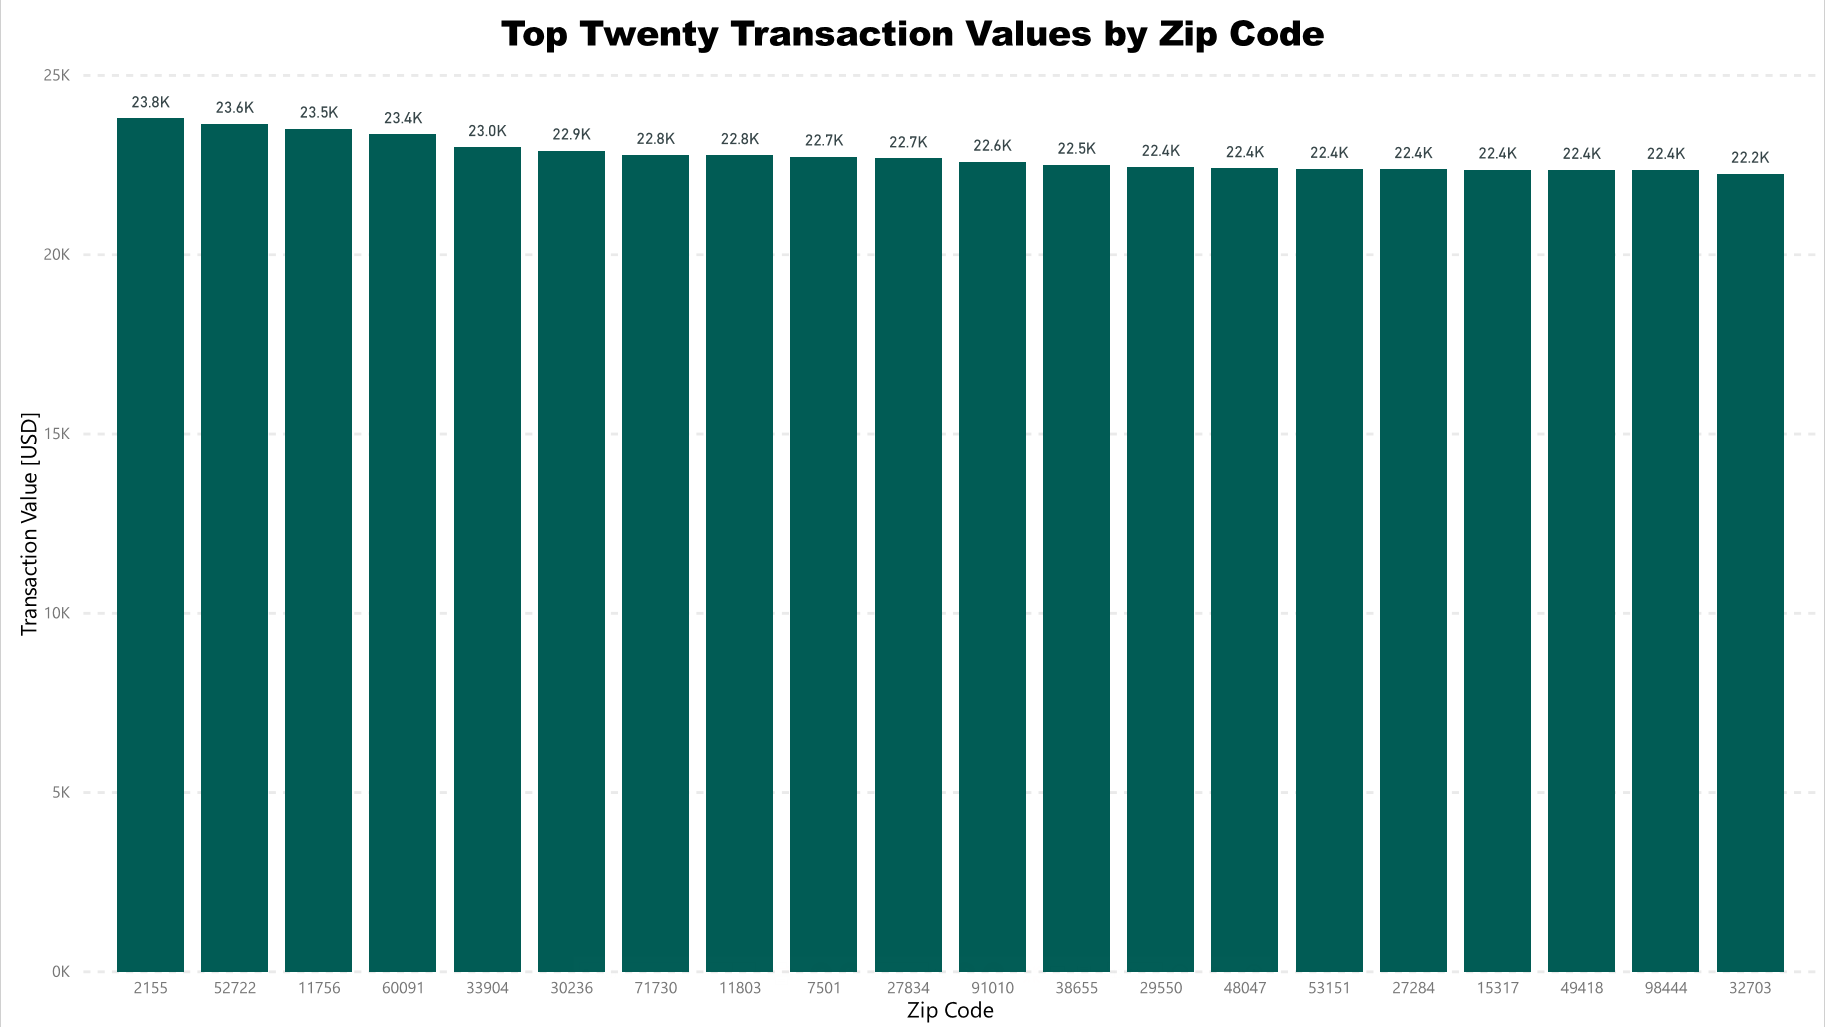 Top Twenty Transaction Values by Zip Code
25K
20K
15K
10K
5K
0K
Transaction Value [USD]
23.8K 23.6K 23.5K 23.4K 23.0K 22.9K 22.8K 22.8K 22.7K 22.7K 22.6K 22.5K 22.4K 22.4K 22.4K 22.4K 22.4K 22.4K 22.4K 22.2K
2155 52722 11756 60091 33904 30236 71730 11803 7501 27834 91010 38655 29550 48047 53151 27284 15317 49418 98444 32703
Zip Code